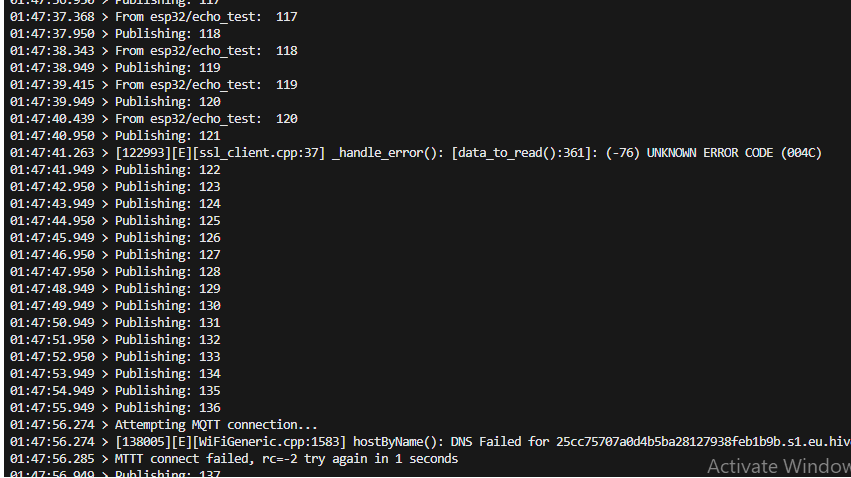 01:47:36.950 > Publishing: 117
01:47:37.368 > From esp32/echo_test:  117
01:47:37.950 > Publishing: 118
01:47:38.343 > From esp32/echo_test:  118
01:47:38.949 > Publishing: 119
01:47:39.415 > From esp32/echo_test:  119
01:47:39.949 > Publishing: 120
01:47:40.439 > From esp32/echo_test:  120
01:47:40.950 > Publishing: 121
01:47:41.263 > [122993][E][ssl_client.cpp:37] _handle_error(): [data_to_read():361]: (-76) UNKNOWN ERROR CODE (004C)
01:47:41.949 > Publishing: 122
01:47:42.950 > Publishing: 123
01:47:43.949 > Publishing: 124
01:47:44.950 > Publishing: 125
01:47:45.949 > Publishing: 126
01:47:46.950 > Publishing: 127
01:47:47.950 > Publishing: 128
01:47:48.949 > Publishing: 129
01:47:49.949 > Publishing: 130
01:47:50.949 > Publishing: 131
01:47:51.950 > Publishing: 132
01:47:52.950 > Publishing: 133
01:47:53.949 > Publishing: 134
01:47:54.949 > Publishing: 135
01:47:55.949 > Publishing: 136
01:47:56.274 > Attempting MQTT connection...
01:47:56.274 > [138005][E][WiFiGeneric.cpp:1583] hostByName(): DNS Failed for 25cc75707a0d4b5ba28127938feb1b9b.s1.eu.hiv
01:47:56.285 > MTTT connect failed, rc=-2 try again in 1 seconds
01:47:56.949 > Publishing: 137
Activate Window